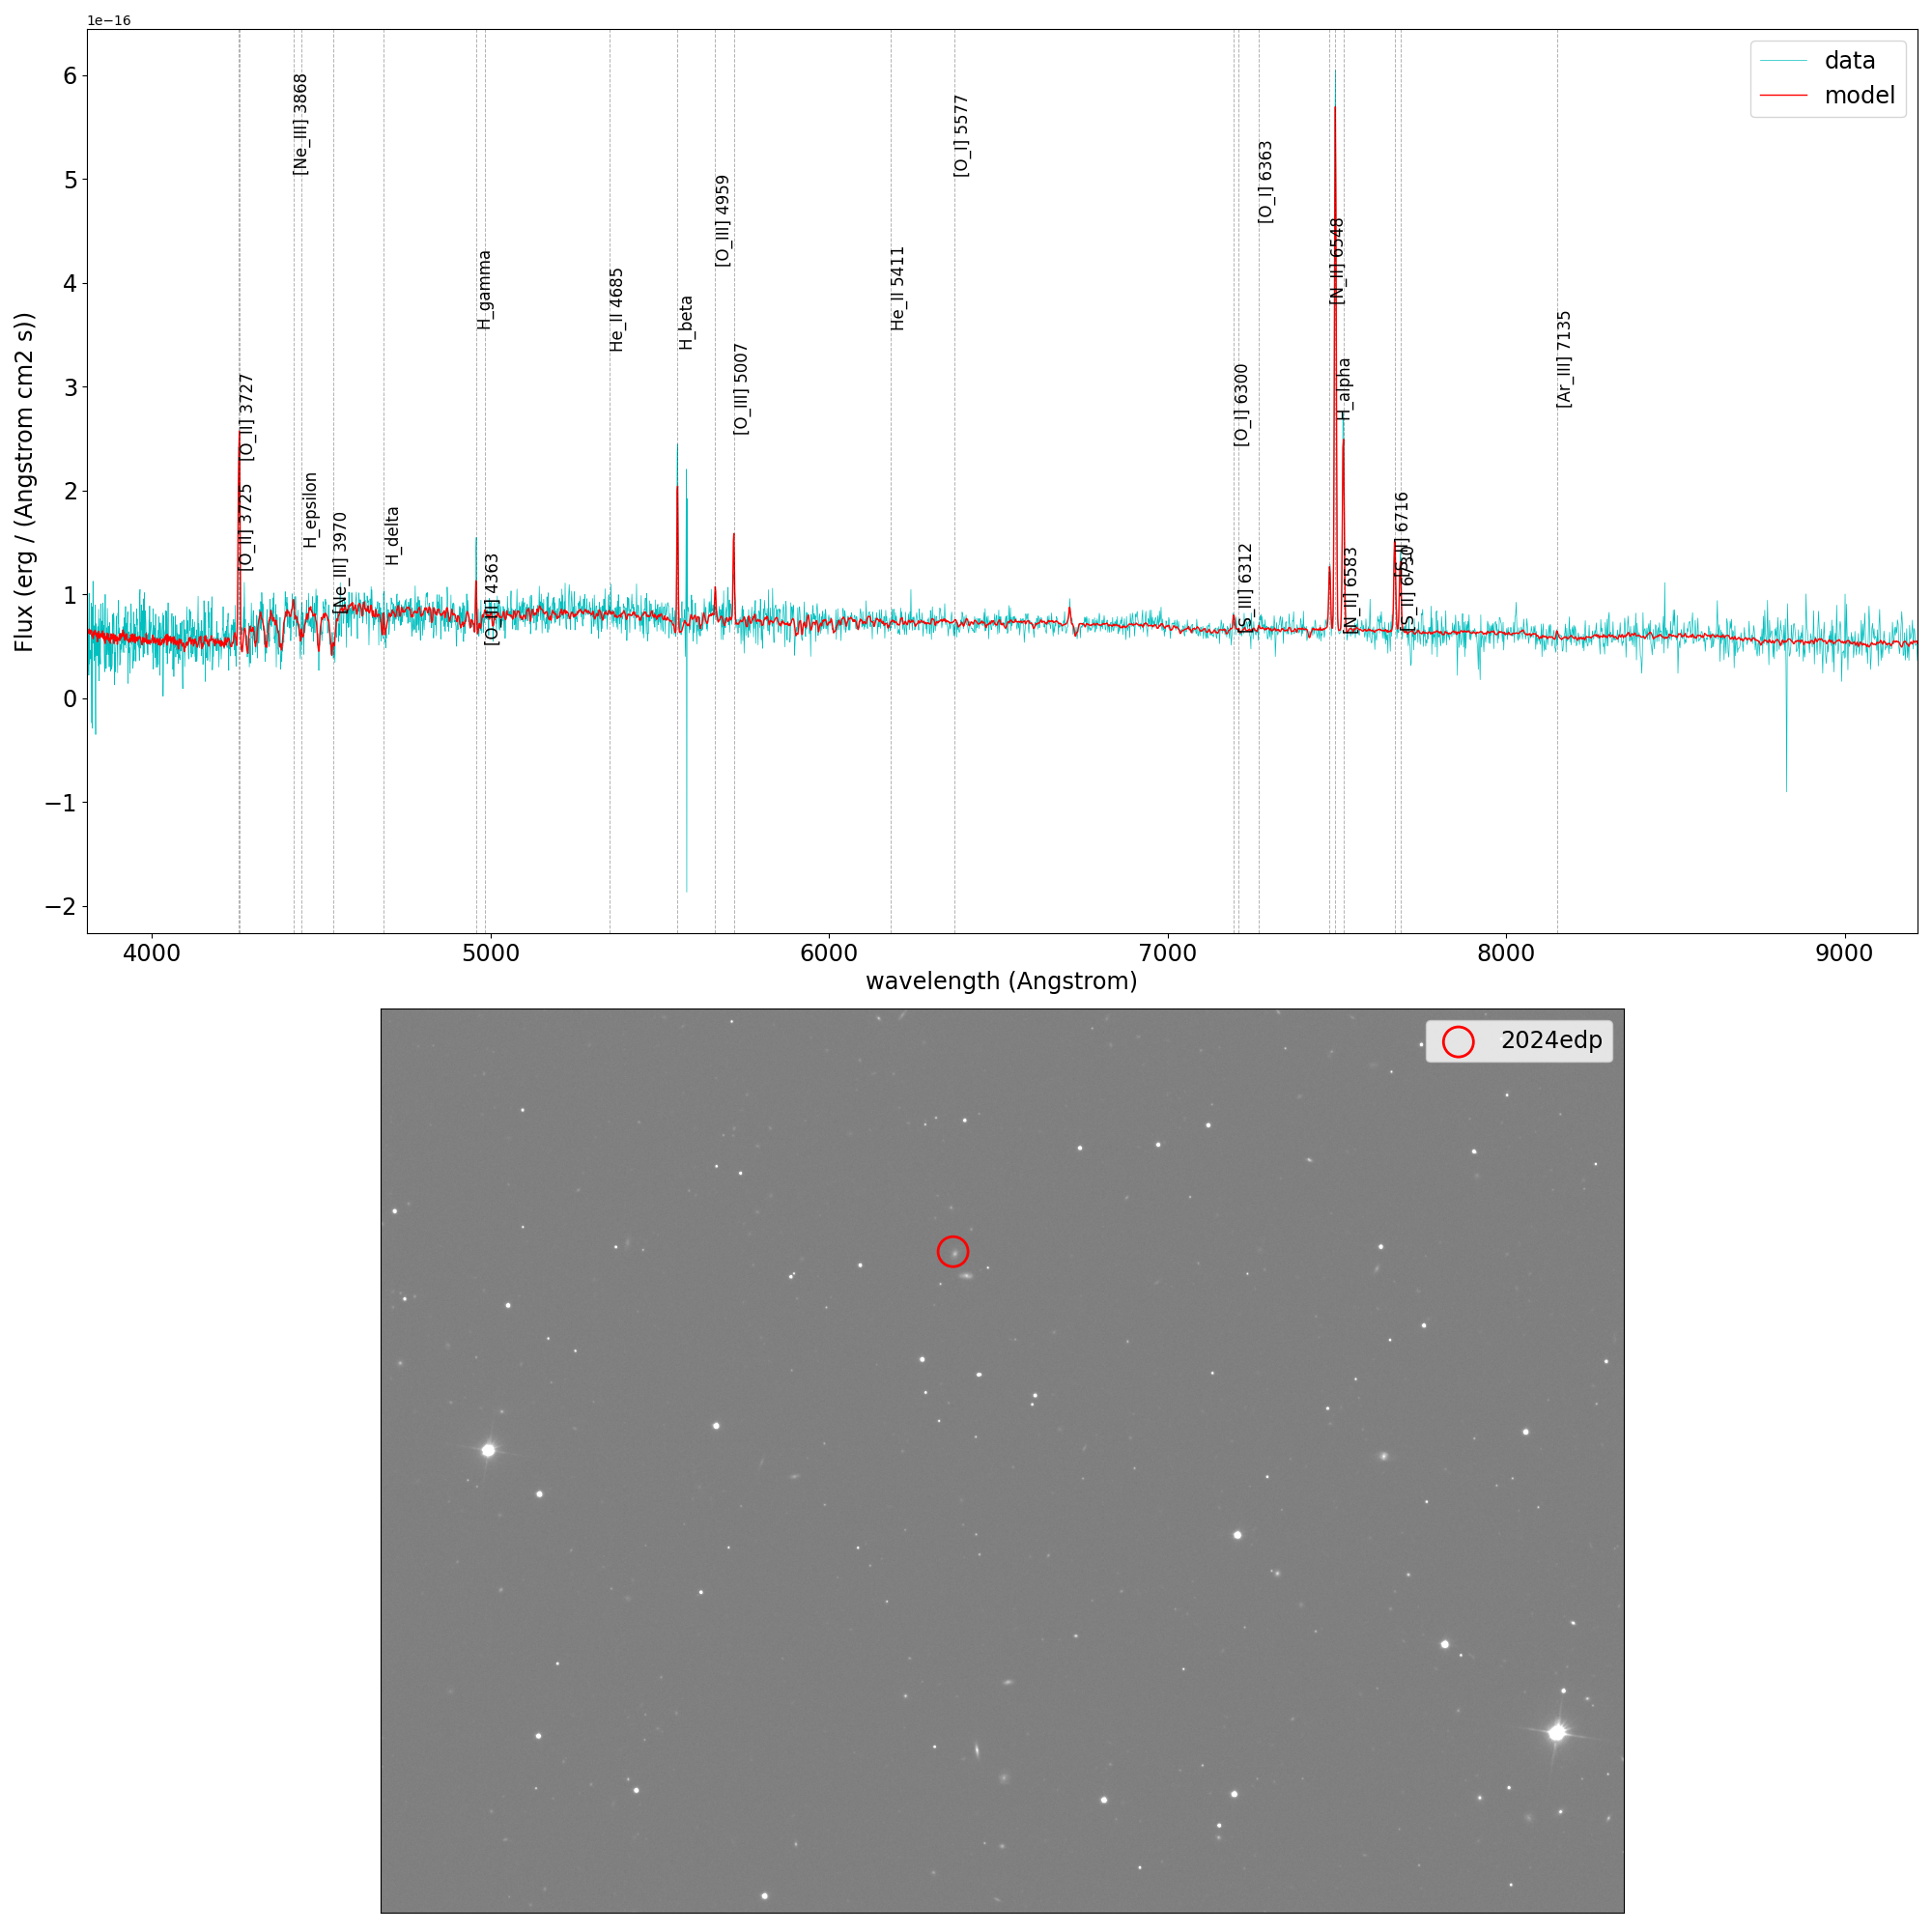 1e−16
6
5
4
3
2
1
0
−1
−2
Flux (erg / (Angstrom cm2 s))
data
model
[O_II] 3725
[O_II] 3727
[Ne_III] 3868
H_epsilon
[Ne_III] 3970
H_delta
H_gamma
[O_III] 4363
He_II 4685
H_beta
[O_III] 4959
[O_III] 5007
He_II 5411
[O_I] 5577
[O_I] 6300
[S_III] 6312
[O_I] 6363
[N_II] 6548
H_alpha
[N_II] 6583
[S_II] 6716
[S_II] 6730
[Ar_III] 7135
4000
5000
6000
7000
8000
9000
wavelength (Angstrom)
2024edp